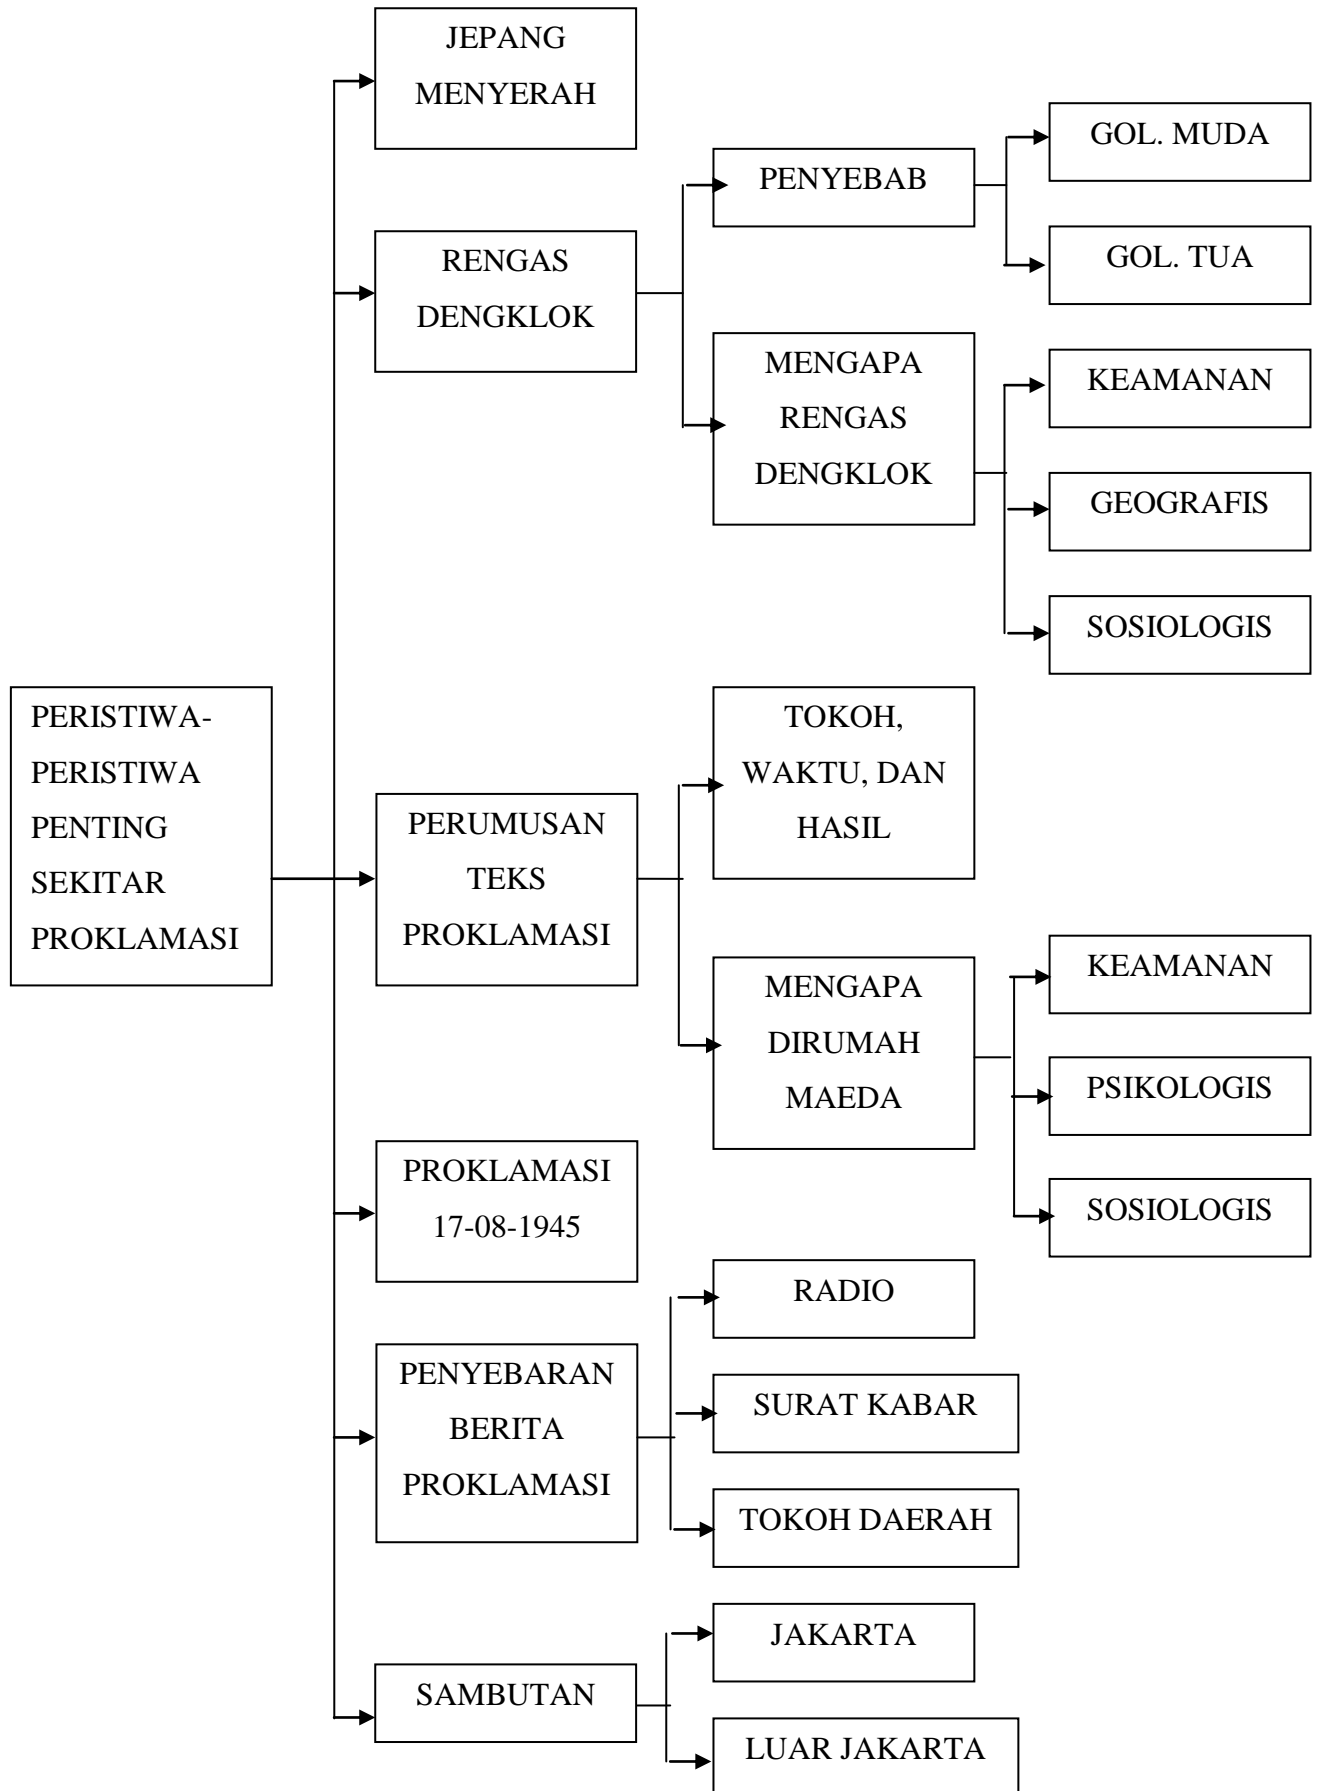 JEPANG
MENYERAH
GOL. MUDA
PENYEBAB
GOL. TUA
RENGAS
DENGKLOK
MENGAPA
RENGAS
DENGKLOK
KEAMANAN
GEOGRAFIS
SOSIOLOGIS
PERISTIWA-
PERISTIWA
PENTING
SEKITAR
PROKLAMASI
TOKOH,
WAKTU, DAN
HASIL
PERUMUSAN
TEKS
PROKLAMASI
MENGAPA
DIRUMAH
MAEDA
KEAMANAN
PSIKOLOGIS
SOSIOLOGIS
PROKLAMASI
17-08-1945
RADIO
PENYEBARAN
BERITA
PROKLAMASI
SURAT KABAR
TOKOH DAERAH
JAKARTA
SAMBUTAN
LUAR JAKARTA